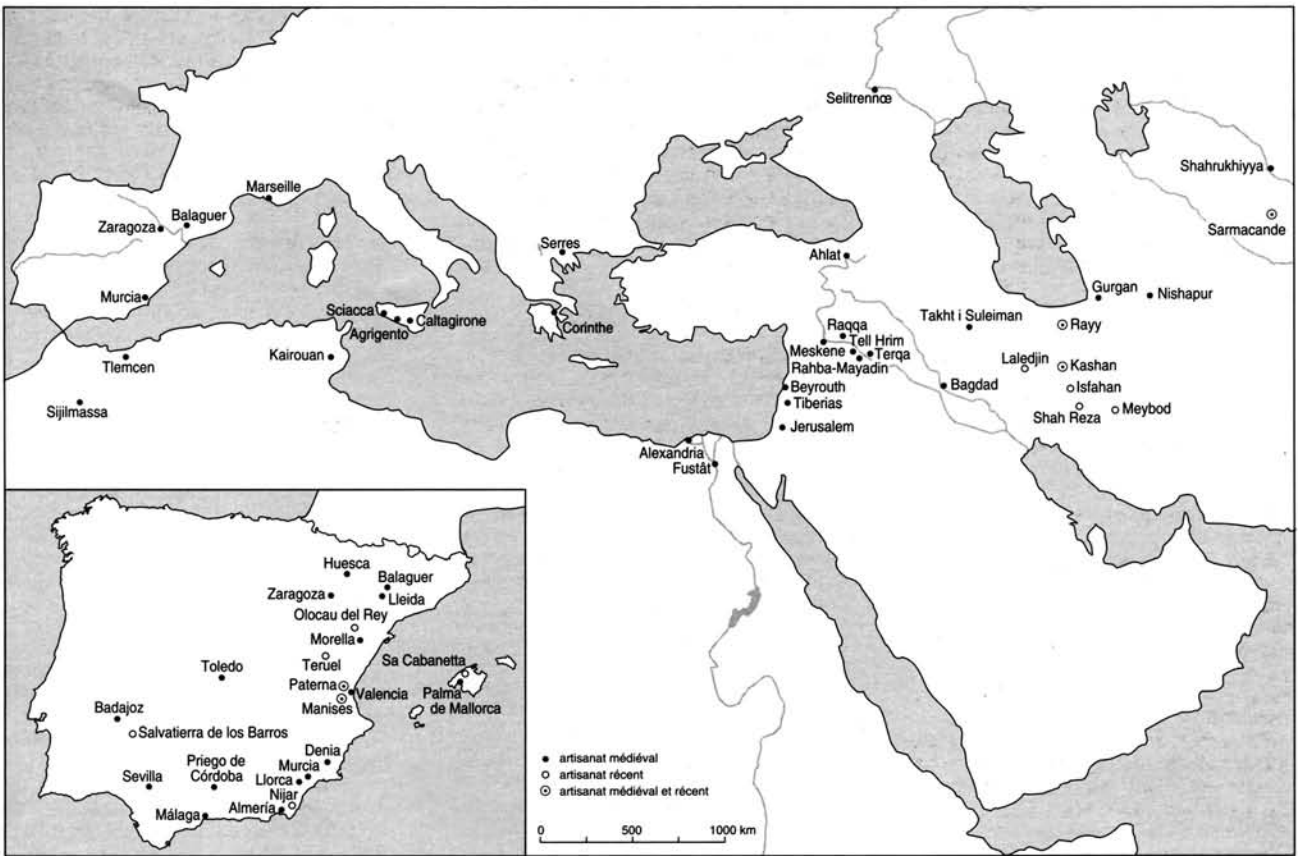 Selitrennœ
Shahrukhiyya
Sarmacande
Marseille
Balaguer
Zaragoza
Serres
Ahlat
Murcia
Gurgan
Nishapur
Sciacca
Caltagirone
Agrigento
Corinthe
Takht i Suleiman
Rayy
Raqqa
Tell Hrim
Meskene
Terqa
Rahba-Mayadin
Tlemcen
Kairouan
Laledjin
Kashan
Bagdad
Isfahan
Beyrouth
Tiberias
Shah Reza
Meybod
Sijilmassa
Jerusalem
Alexandria
Fustât
Huesca
Balaguer
Zaragoza
Lleida
Olocau del Rey
Morella
Teruel
Sa Cabanetta
Toledo
Paterna
Valencia
Manises
Palma
de Mallorca
Badajoz
Salvatierra de los Barros
Denia
Priego de
Córdoba
Murcia
Sevilla
Llorca
Nijar
Almería
Málaga
artisanat médiéval
artisanat récent
artisanat médiéval et récent
0 500 1000 km